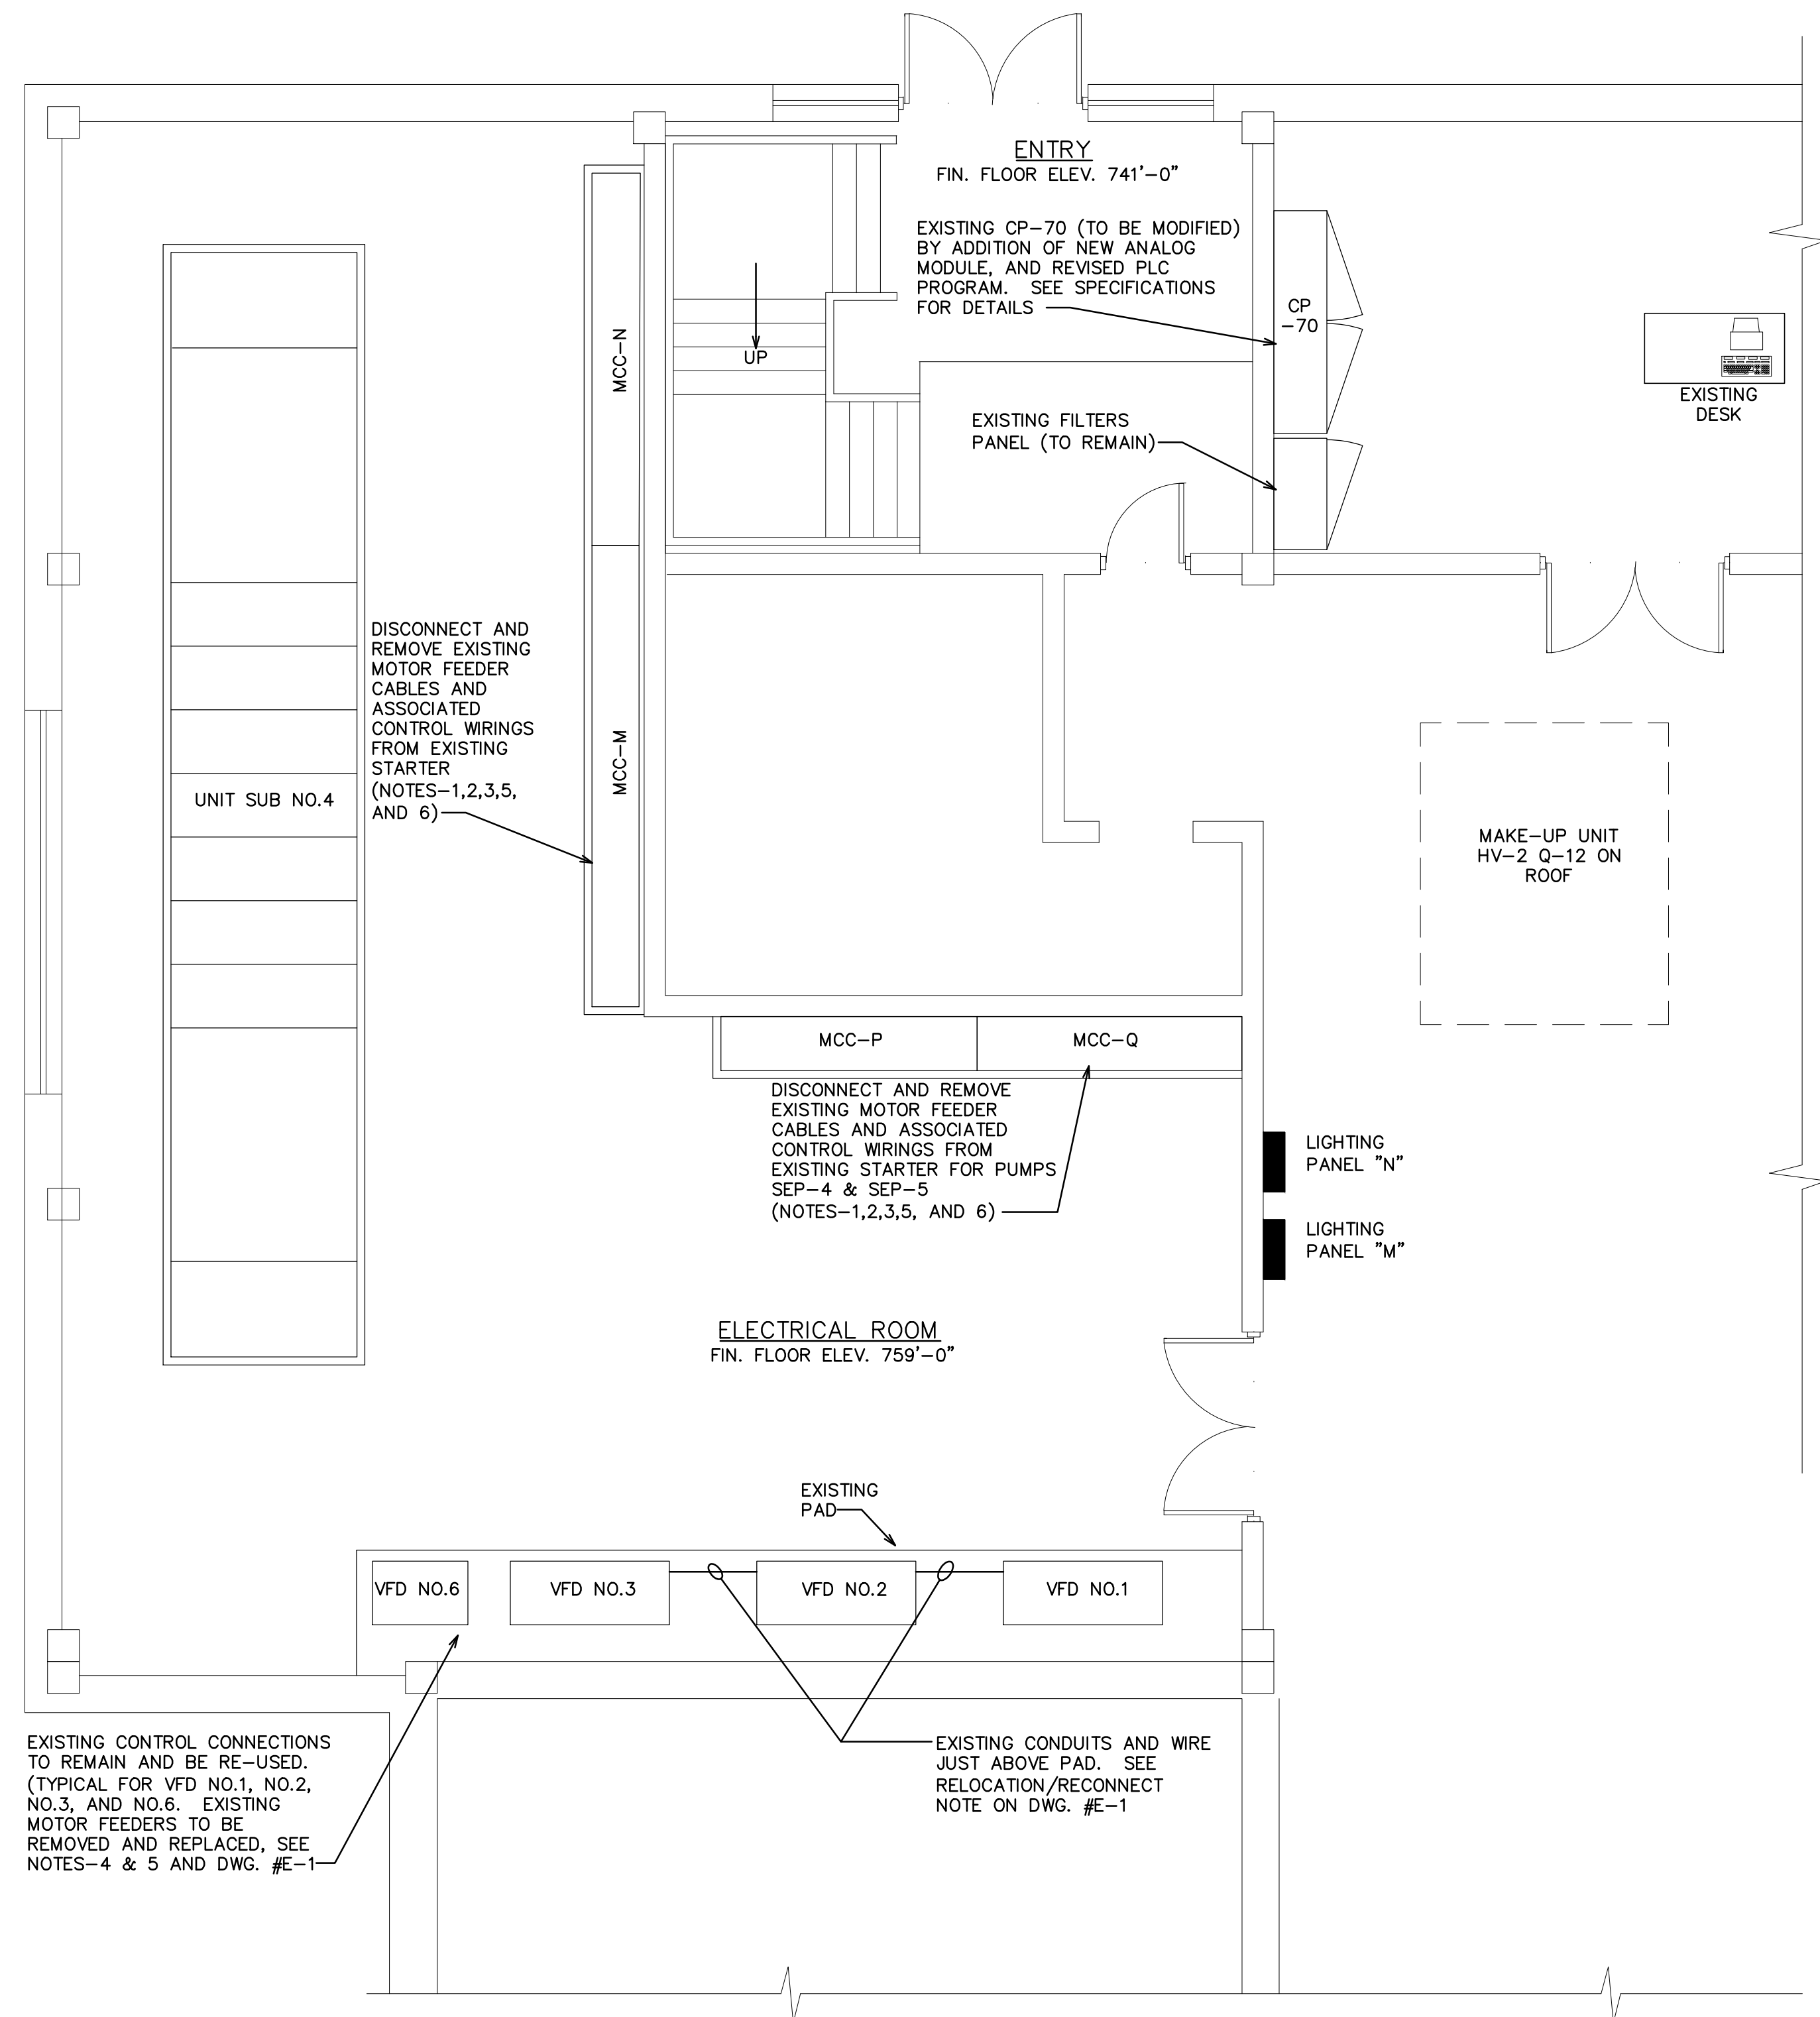 ENTRY
FIN. FLOOR ELEV. 741'-0"
EXISTING CP-70 (TO BE MODIFIED)
BY ADDITION OF NEW ANALOG
MODULE, AND REVISED PLC
PROGRAM. SEE SPECIFICATIONS
FOR DETAILS
CP
-70
MCC-N
UP
EXISTING
DESK
EXISTING FILTERS
PANEL (TO REMAIN)
DISCONNECT AND
REMOVE EXISTING
MOTOR FEEDER
CABLES AND
ASSOCIATED
CONTROL WIRINGS
FROM EXISTING
STARTER
(NOTES-1,2,3,5,
AND 6)
MCC-M
UNIT SUB NO.4
MAKE-UP UNIT
HV-2 Q-12 ON
ROOF
MCC-P
MCC-Q
DISCONNECT AND REMOVE
EXISTING MOTOR FEEDER
CABLES AND ASSOCIATED
CONTROL WIRINGS FROM
EXISTING STARTER FOR PUMPS
SEP-4 & SEP-5
(NOTES-1,2,3,5, AND 6)
LIGHTING
PANEL "N"
LIGHTING
PANEL "M"
ELECTRICAL ROOM
FIN. FLOOR ELEV. 759'-0"
EXISTING
PAD
VFD NO.6
VFD NO.3
VFD NO.2
VFD NO.1
EXISTING CONTROL CONNECTIONS
TO REMAIN AND BE RE-USED.
(TYPICAL FOR VFD NO.1, NO.2,
NO.3, AND NO.6. EXISTING
MOTOR FEEDERS TO BE
REMOVED AND REPLACED, SEE
NOTES-4 & 5 AND DWG. #E-1
EXISTING CONDUITS AND WIRE
JUST ABOVE PAD. SEE
RELOCATION/RECONNECT
NOTE ON DWG. #E-1